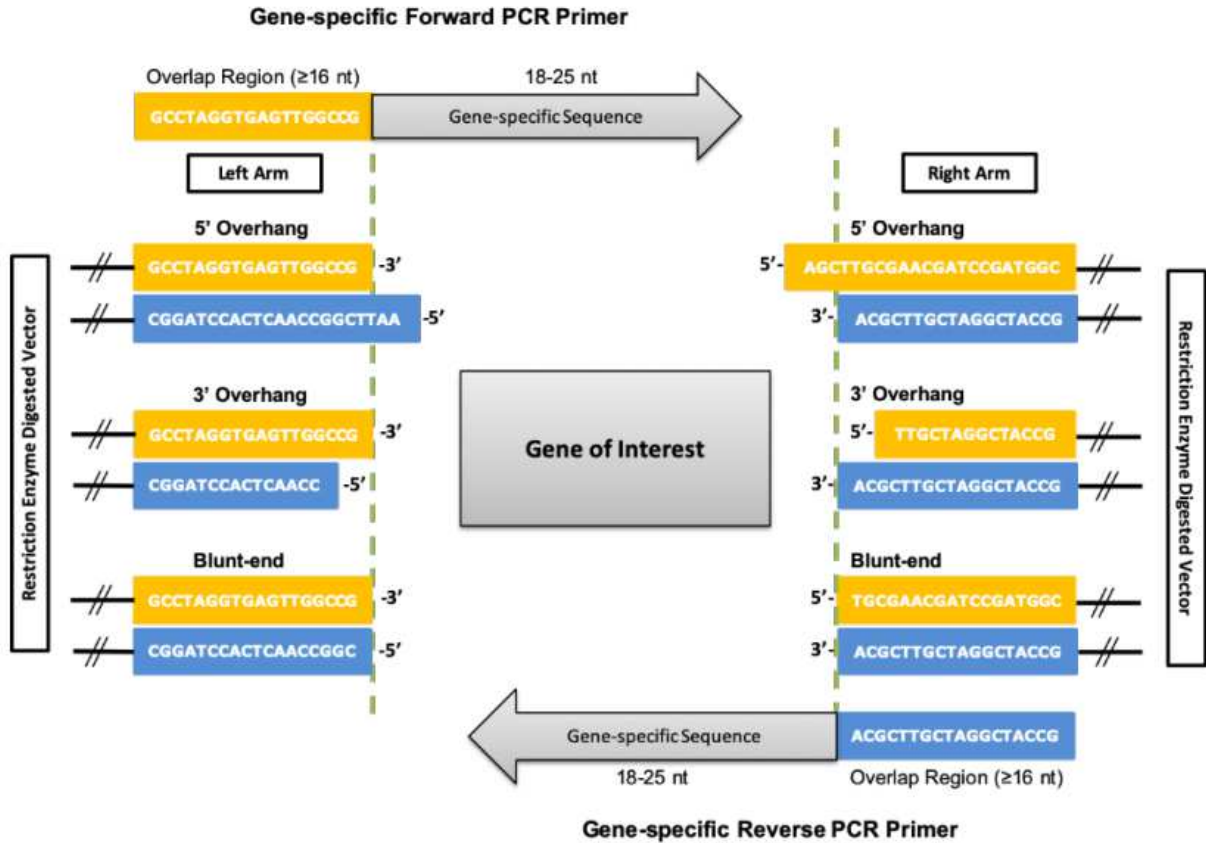 Gene-specific Forward PCR Primer
Overlap Region (≥16 nt)
18-25 nt
GCCTAGGTGAGTTGGCCG
Gene-specific Sequence
Left Arm
Right Arm
5’ Overhang
5’ Overhang
GCCTAGGTGAGTTGGCCG
-3’
5’-
AGCTTGCGAACGATCCGATGGC
CGGATCCACTCAACCGGCTTAA
-5’
3’-
ACGCTTGCTAGGCTACCG
Restriction Enzyme Digested Vector
Restriction Enzyme Digested Vector
3’ Overhang
3’ Overhang
GCCTAGGTGAGTTGGCCG
-3’
5’-
TTGCTAGGCTACCG
Gene of Interest
CGGATCCACTCAACC
-5’
3’-
ACGCTTGCTAGGCTACCG
Blunt-end
Blunt-end
GCCTAGGTGAGTTGGCCG
-3’
5’-
TGCGAACGATCCGATGGC
CGGATCCACTCAACCGGC
-5’
3’-
ACGCTTGCTAGGCTACCG
Gene-specific Sequence
ACGCTTGCTAGGCTACCG
18-25 nt
Overlap Region (≥16 nt)
Gene-specific Reverse PCR Primer